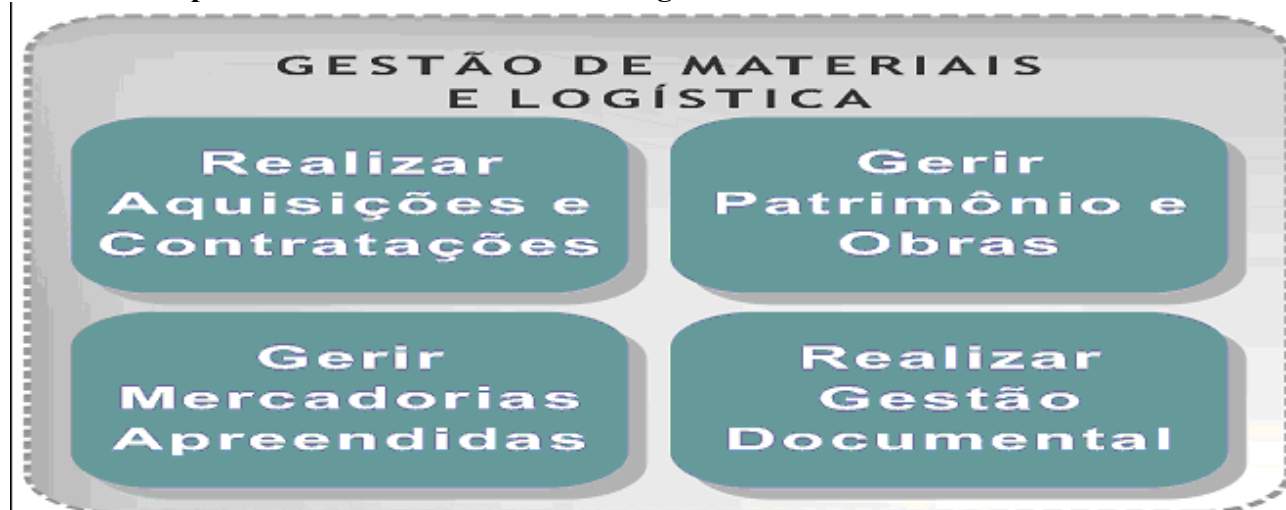 GESTÃO DE MATERIAIS
E LOGÍSTICA
Realizar
Aquisições e
Contratações
Gerir
Patrimônio e
Obras
Gerir
Mercadorias
Apreendidas
Realizar
Gestão
Documental